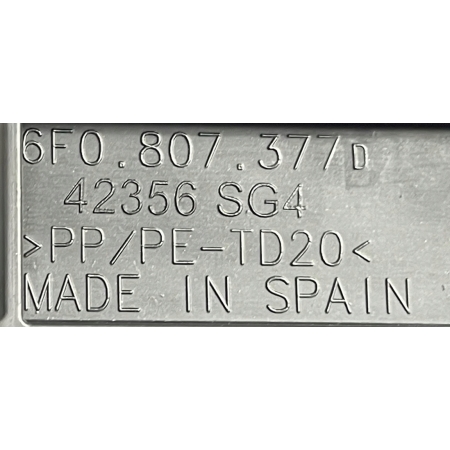 6F0.807.377D
42356 SG4
>PP/PE-TD20<
MADE IN SPAIN